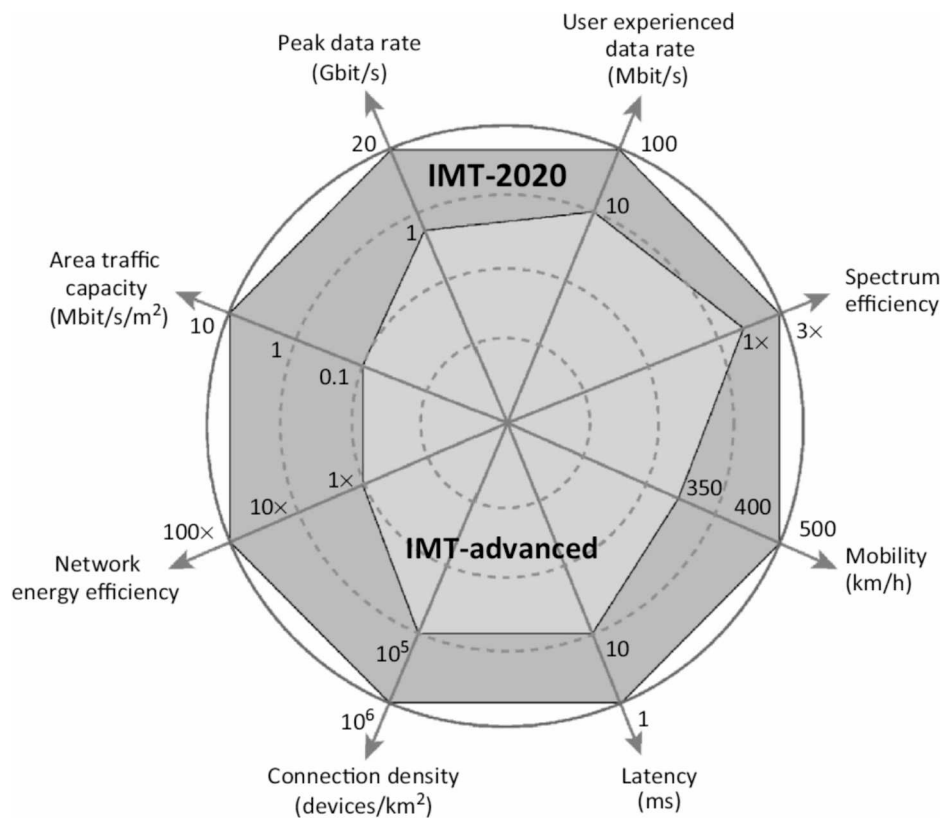 Peak data rate
(Gbit/s)
User experienced
data rate
(Mbit/s)
20
100
IMT-2020
1
10
Area traffic
capacity
(Mbit/s/m²)
Spectrum
efficiency
10
1
0.1
1×
3×
1×
10×
100×
350
400
500
Network
energy efficiency
IMT-advanced
Mobility
(km/h)
10⁵
10
10⁶
1
Connection density
(devices/km²)
Latency
(ms)